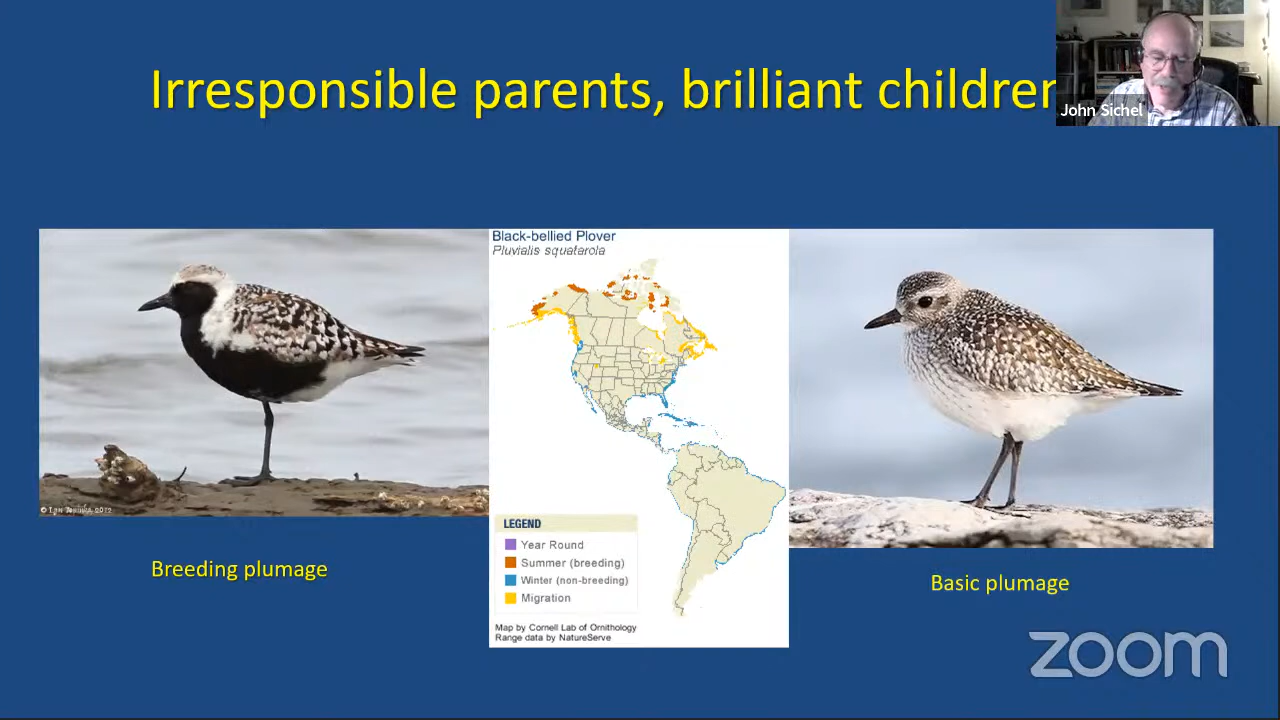 Irresponsible parents, brilliant children
John Sichel
Black-bellied Plover
Pluvialis squatarola
LEGEND
Year Round
Summer (breeding)
Winter (non-breeding)
Migration
Map by Cornell Lab of Ornithology
Range data by NatureServe
2012
Breeding plumage
Basic plumage
zoom